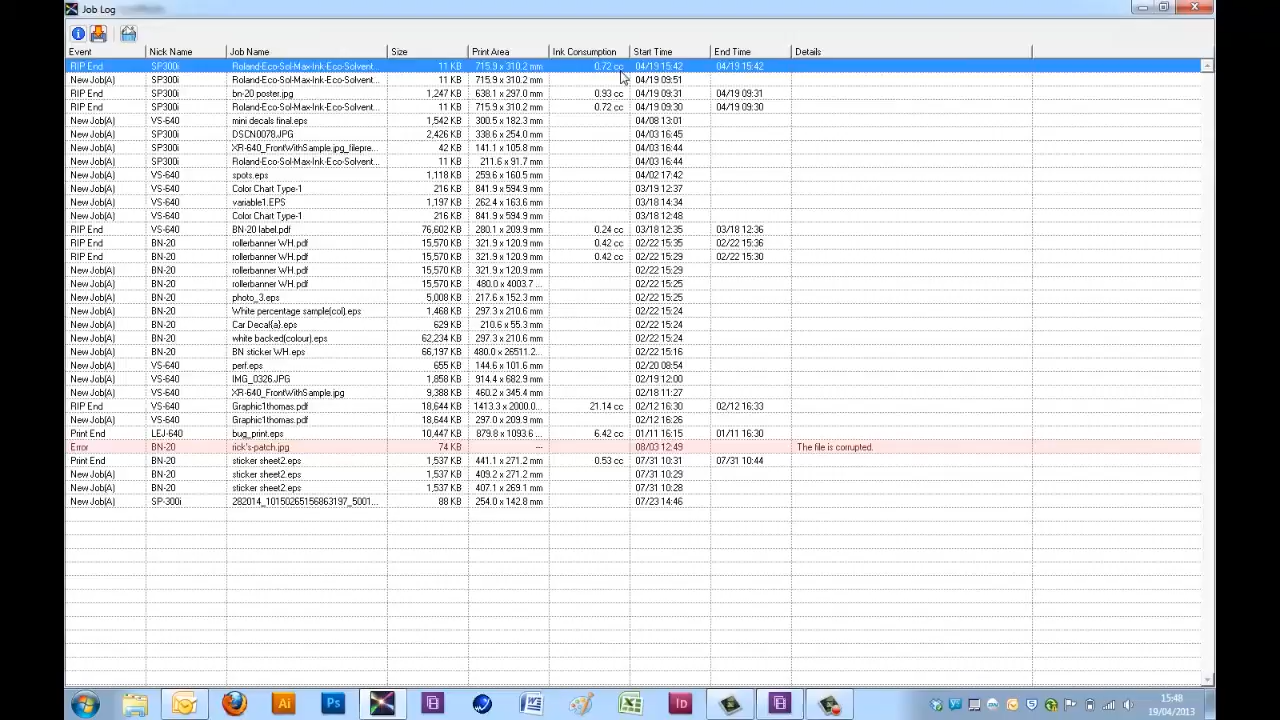 Job Log
Event Nick Name Job Name Size Print Area Ink Consumption Start Time End Time Details
RIP End SP300i Roland-Eco-Sol-Max-Ink-Eco-Solvent... 11 KB 715.9 x 310.2 mm 0.72 cc 04/19 15:42 04/19 15:42
New Job(A) SP300i Roland-Eco-Sol-Max-Ink-Eco-Solvent... 11 KB 715.9 x 310.2 mm 04/19 09:51
RIP End SP300i bn-20 poster.jpg 1,247 KB 638.1 x 297.0 mm 0.93 cc 04/19 09:31 04/19 09:31
RIP End SP300i Roland-Eco-Sol-Max-Ink-Eco-Solvent... 11 KB 715.9 x 310.2 mm 0.72 cc 04/19 09:30 04/19 09:30
New Job(A) VS-640 mini decals final.eps 1,542 KB 300.5 x 182.3 mm 04/08 13:01
New Job(A) SP300i DSCN0078.JPG 2,426 KB 338.6 x 254.0 mm 04/03 16:45
New Job(A) SP300i XR-640_FrontWithSample.jpg_filepre... 42 KB 141.1 x 105.8 mm 04/03 16:44
New Job(A) SP300i Roland-Eco-Sol-Max-Ink-Eco-Solvent... 11 KB 211.6 x 91.7 mm 04/03 16:44
New Job(A) VS-640 spots.eps 1,118 KB 259.6 x 160.5 mm 04/02 17:42
New Job(A) VS-640 Color Chart Type-1 216 KB 841.9 x 594.9 mm 03/19 12:37
New Job(A) VS-640 variable1.EPS 1,197 KB 262.4 x 163.6 mm 03/18 14:34
New Job(A) VS-640 Color Chart Type-1 216 KB 841.9 x 594.9 mm 03/18 12:48
RIP End VS-640 BN-20 label.pdf 76,602 KB 280.1 x 209.9 mm 0.24 cc 03/18 12:35 03/18 12:36
RIP End BN-20 rollerbanner WH.pdf 15,570 KB 321.9 x 120.9 mm 0.42 cc 02/22 15:35 02/22 15:36
RIP End BN-20 rollerbanner WH.pdf 15,570 KB 321.9 x 120.9 mm 0.42 cc 02/22 15:29 02/22 15:30
New Job(A) BN-20 rollerbanner WH.pdf 15,570 KB 321.9 x 120.9 mm 02/22 15:29
New Job(A) BN-20 rollerbanner WH.pdf 15,570 KB 480.0 x 4003.7 ... 02/22 15:25
New Job(A) BN-20 photo_3.eps 5,008 KB 217.6 x 152.3 mm 02/22 15:25
New Job(A) BN-20 White percentage sample(col).eps 1,468 KB 297.3 x 210.6 mm 02/22 15:24
New Job(A) BN-20 Car Decal(a).eps 629 KB 210.6 x 55.3 mm 02/22 15:24
New Job(A) BN-20 white backed(colour).eps 62,234 KB 297.3 x 210.6 mm 02/22 15:24
New Job(A) BN-20 BN sticker WH.eps 66,197 KB 480.0 x 26511.2... 02/22 15:16
New Job(A) VS-640 perf.eps 655 KB 144.6 x 101.6 mm 02/20 08:54
New Job(A) VS-640 IMG_0326.JPG 1,858 KB 914.4 x 682.9 mm 02/19 12:00
New Job(A) VS-640 XR-640_FrontWithSample.jpg 9,388 KB 460.2 x 345.4 mm 02/18 11:27
RIP End VS-640 Graphic1thomas.pdf 18,644 KB 1413.3 x 2000.0... 21.14 cc 02/12 16:30 02/12 16:33
New Job(A) VS-640 Graphic1thomas.pdf 18,644 KB 297.0 x 209.9 mm 02/12 16:26
Print End LEJ-640 bug_print.eps 10,447 KB 879.8 x 1093.6 ... 6.42 cc 01/11 16:15 01/11 16:30
Error BN-20 rick's-patch.jpg 74 KB --- 08/03 12:49 The file is corrupted.
Print End BN-20 sticker sheet2.eps 1,537 KB 441.1 x 271.2 mm 0.53 cc 07/31 10:31 07/31 10:44
New Job(A) BN-20 sticker sheet2.eps 1,537 KB 409.2 x 271.2 mm 07/31 10:29
New Job(A) BN-20 sticker sheet2.eps 1,537 KB 407.1 x 269.1 mm 07/31 10:28
New Job(A) SP-300i 282014_10150265156863197_5001... 88 KB 254.0 x 142.8 mm 07/23 14:46
Ai Ps Id
15:48
19/04/2013